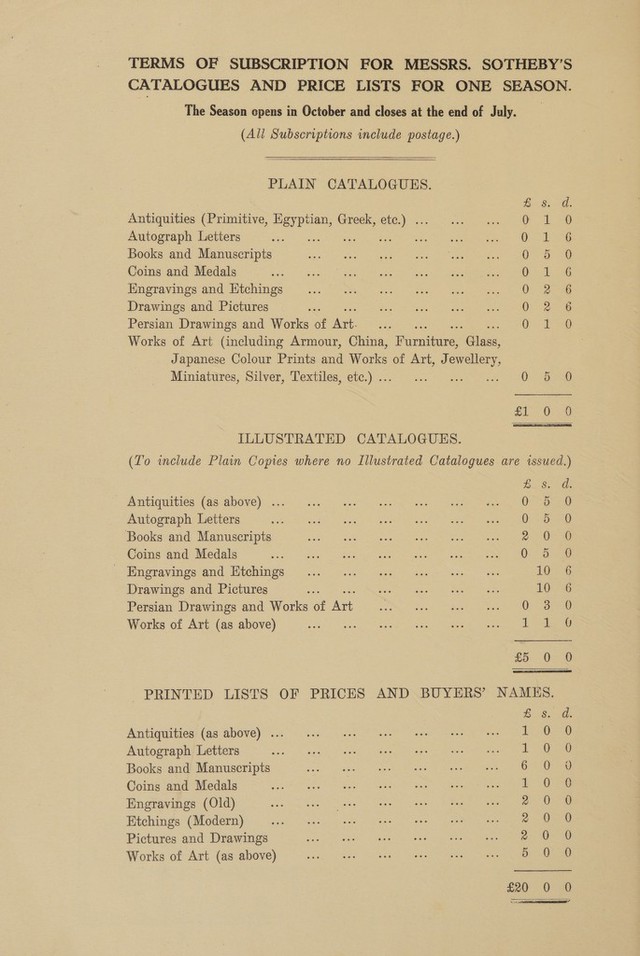 TERMS OF SUBSCRIPTION FOR MESSRS. SOTHEBY'S
CATALOGUES AND PRICE LISTS FOR ONE SEASON.
The Season opens in October and closes at the end of July.
(All Subscriptions include postage.)
PLAIN CATALOGUES.
£ s. d.
Antiquities (Primitive, Egyptian, Greek, etc.) ... ... ... 0 1 0
Autograph Letters ... ... ... ... ... ... ... 0 1 6
Books and Manuscripts ... ... ... ... ... ... 0 5 0
Coins and Medals ... ... ... ... ... ... ... 0 1 6
Engravings and Etchings ... ... ... ... ... ... 0 2 6
Drawings and Pictures ... ... ... ... ... ... 0 2 6
Persian Drawings and Works of Art ... ... ... ... 0 1 0
Works of Art (including Armour, China, Furniture, Glass,
Japanese Colour Prints and Works of Art, Jewellery,
Miniatures, Silver, Textiles, etc.) ... ... ... ... 0 5 0
£1 0 0
ILLUSTRATED CATALOGUES.
(To include Plain Copies where no Illustrated Catalogues are issued.)
£ s. d.
Antiquities (as above) ... ... ... ... ... ... ... 0 5 0
Autograph Letters ... ... ... ... ... ... ... 0 5 0
Books and Manuscripts ... ... ... ... ... ... 2 0 0
Coins and Medals ... ... ... ... ... ... ... 0 5 0
Engravings and Etchings ... ... ... ... ... ... 10 6
Drawings and Pictures ... ... ... ... ... ... 10 6
Persian Drawings and Works of Art ... ... ... ... 0 3 0
Works of Art (as above) ... ... ... ... ... ... 1 1 0
£5 0 0
PRINTED LISTS OF PRICES AND BUYERS' NAMES.
£ s. d.
Antiquities (as above) ... ... ... ... ... ... ... 1 0 0
Autograph Letters ... ... ... ... ... ... ... 1 0 0
Books and Manuscripts ... ... ... ... ... ... 6 0 0
Coins and Medals ... ... ... ... ... ... ... 1 0 0
Engravings (Old) ... ... ... ... ... ... ... 2 0 0
Etchings (Modern) ... ... ... ... ... ... ... 2 0 0
Pictures and Drawings ... ... ... ... ... ... 2 0 0
Works of Art (as above) ... ... ... ... ... ... 5 0 0
£20 0 0